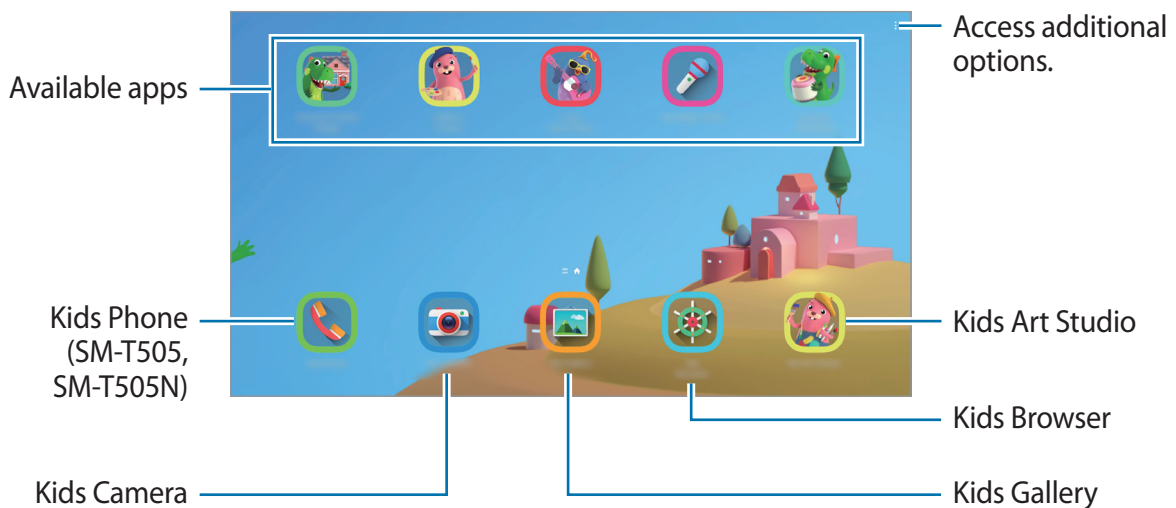 Access additional
options.
Available apps
Kids Phone
(SM-T505,
SM-T505N)
Kids Art Studio
Kids Browser
Kids Camera
Kids Gallery